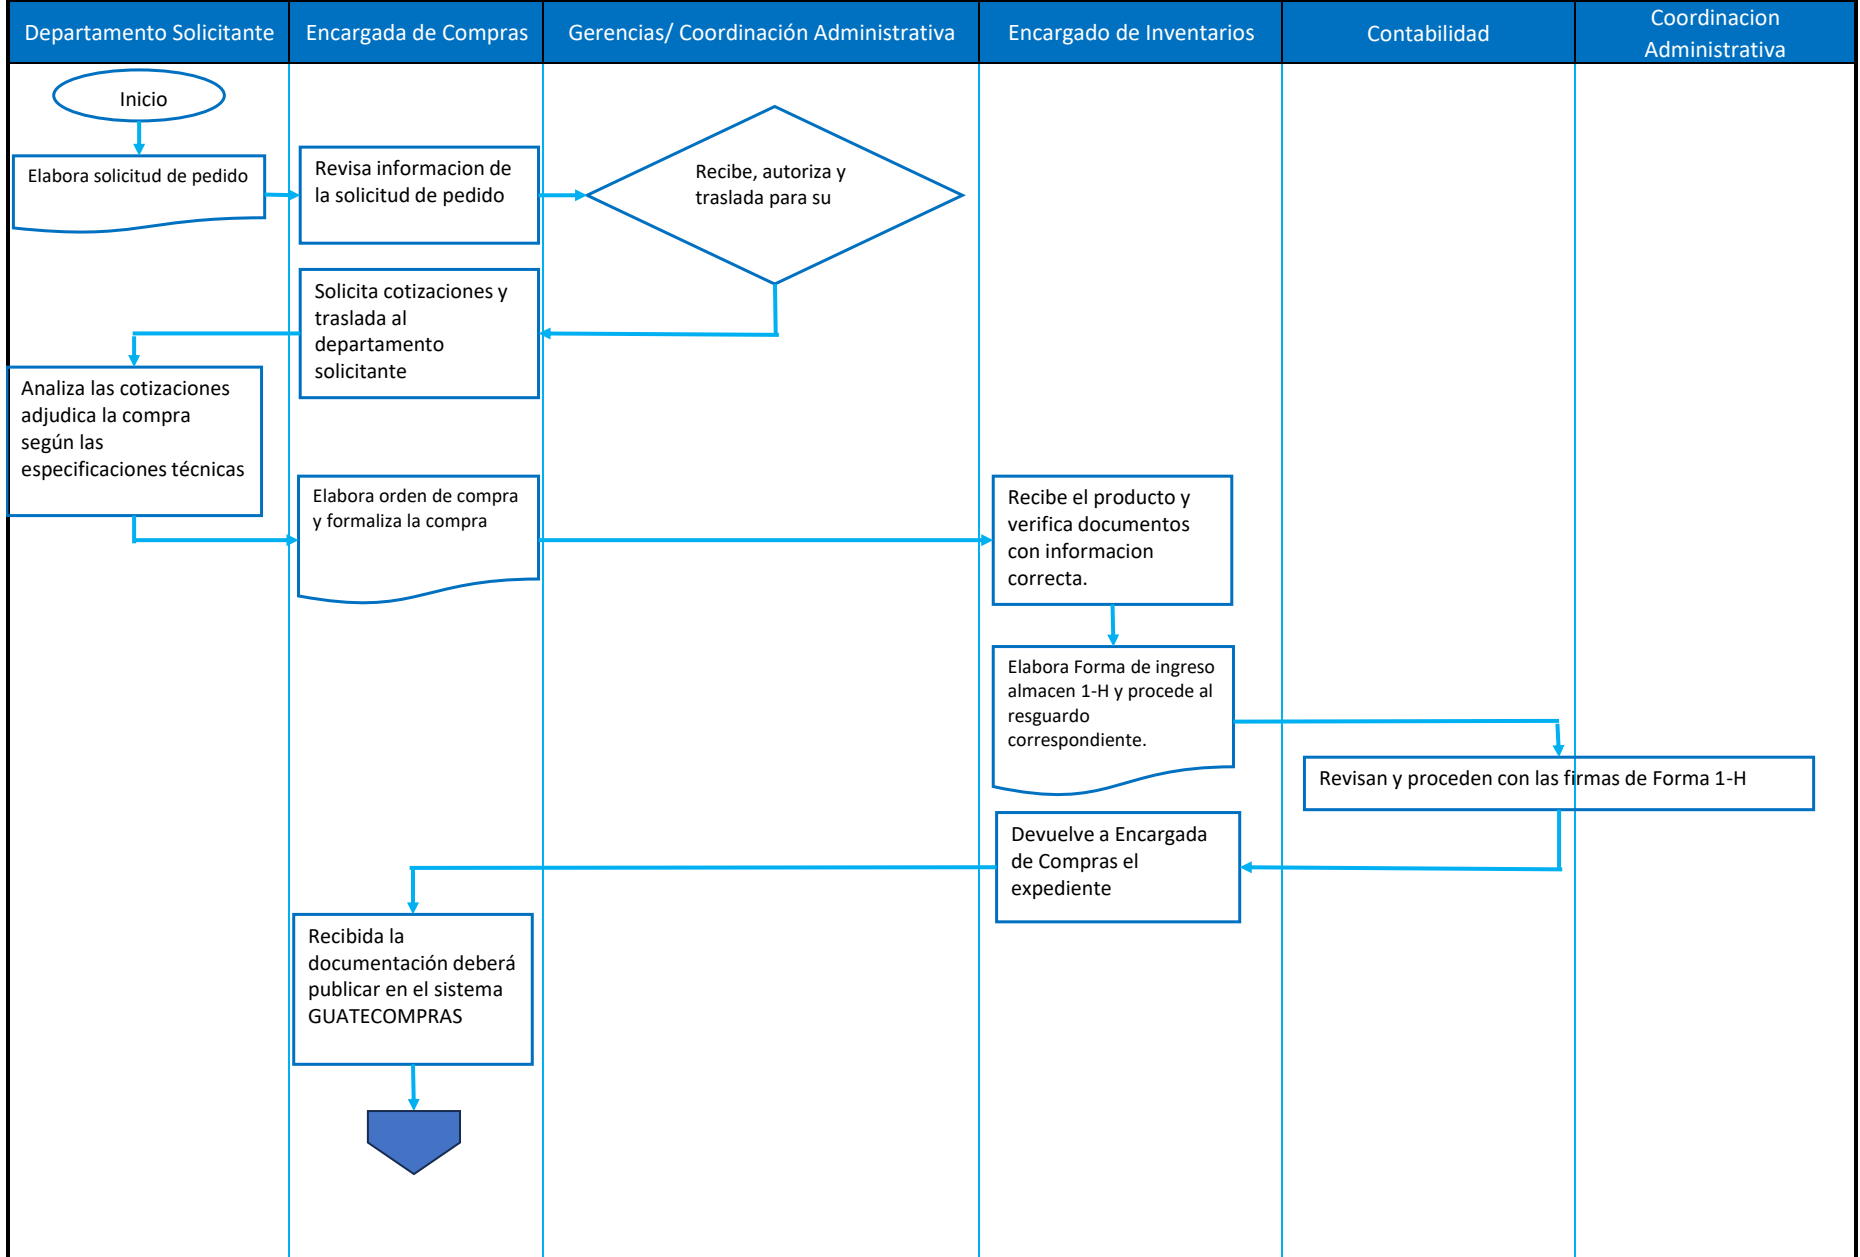 Departamento Solicitante
Encargada de Compras
Gerencias/ Coordinación Administrativa
Encargado de Inventarios
Contabilidad
Coordinacion
Administrativa
Inicio
Elabora solicitud de pedido
Revisa informacion de
la solicitud de pedido
Recibe, autoriza y
traslada para su
Solicita cotizaciones y
traslada al
departamento
solicitante
Analiza las cotizaciones
adjudica la compra
según las
especificaciones técnicas
Elabora orden de compra
y formaliza la compra
Recibe el producto y
verifica documentos
con informacion
correcta.
Elabora Forma de ingreso
almacen 1-H y procede al
resguardo
correspondiente.
Revisan y proceden con las firmas de Forma 1-H
Devuelve a Encargada
de Compras el
expediente
Recibida la
documentación deberá
publicar en el sistema
GUATECOMPRAS